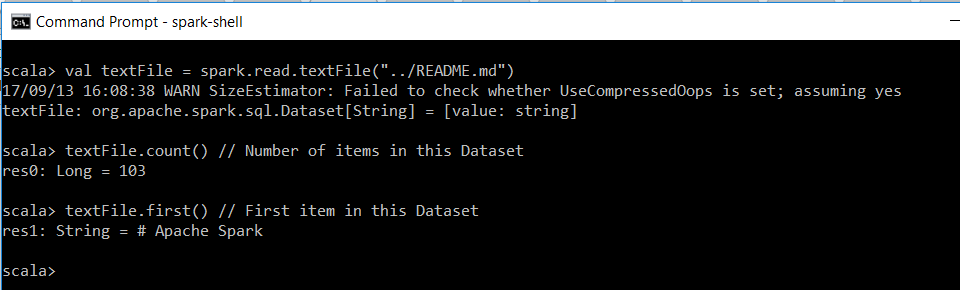 Command Prompt - spark-shell
scala> val textFile = spark.read.textFile("../README.md")
17/09/13 16:08:38 WARN SizeEstimator: Failed to check whether UseCompressedOops is set; assuming yes
textFile: org.apache.spark.sql.Dataset[String] = [value: string]
scala> textFile.count() // Number of items in this Dataset
res0: Long = 103
scala> textFile.first() // First item in this Dataset
res1: String = # Apache Spark
scala>